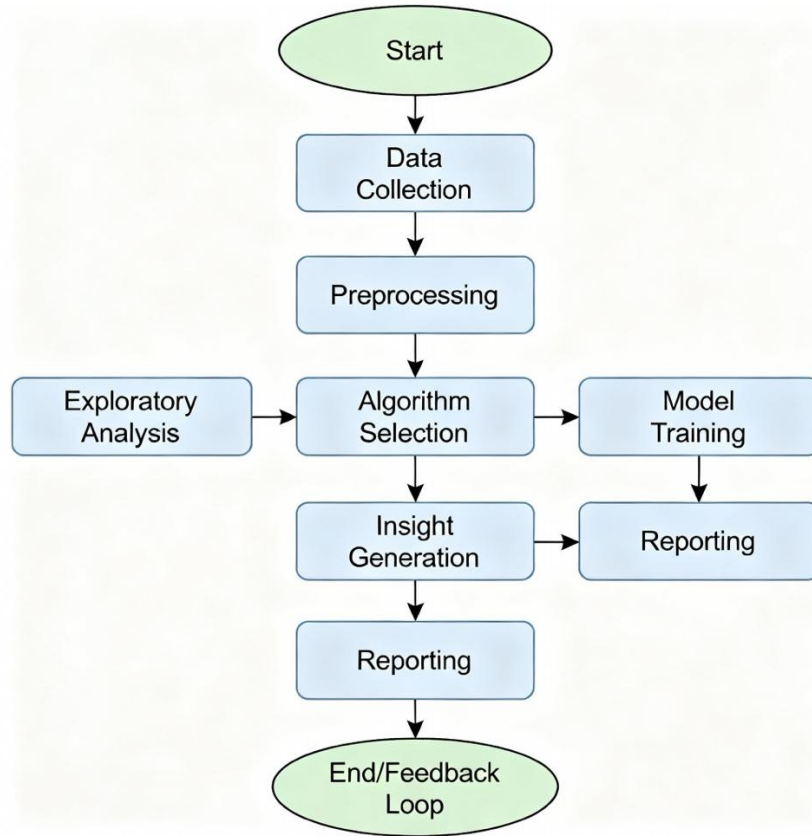 Start
Data
Collection
Preprocessing
Exploratory
Analysis
Algorithm
Selection
Model
Training
Insight
Generation
Reporting
Reporting
End/Feedback
Loop